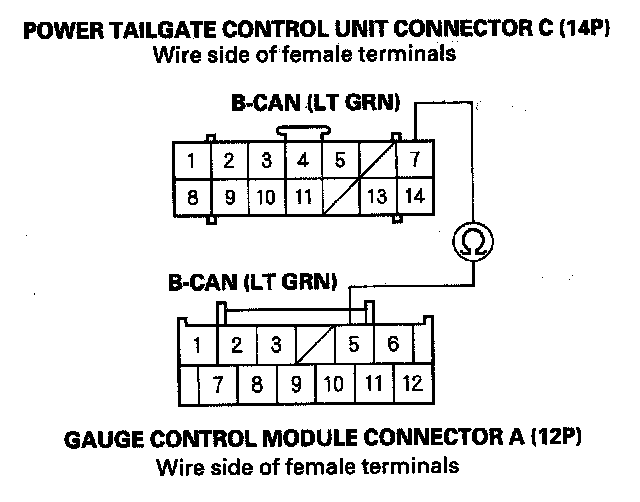 POWER TAILGATE CONTROL UNIT CONNECTOR C (14P)
Wire side of female terminals
B-CAN (LT GRN)
1 2 3 4 5 7
8 9 10 11 13 14
Ω
B-CAN (LT GRN)
1 2 3 5 6
7 8 9 10 11 12
GAUGE CONTROL MODULE CONNECTOR A (12P)
Wire side of female terminals